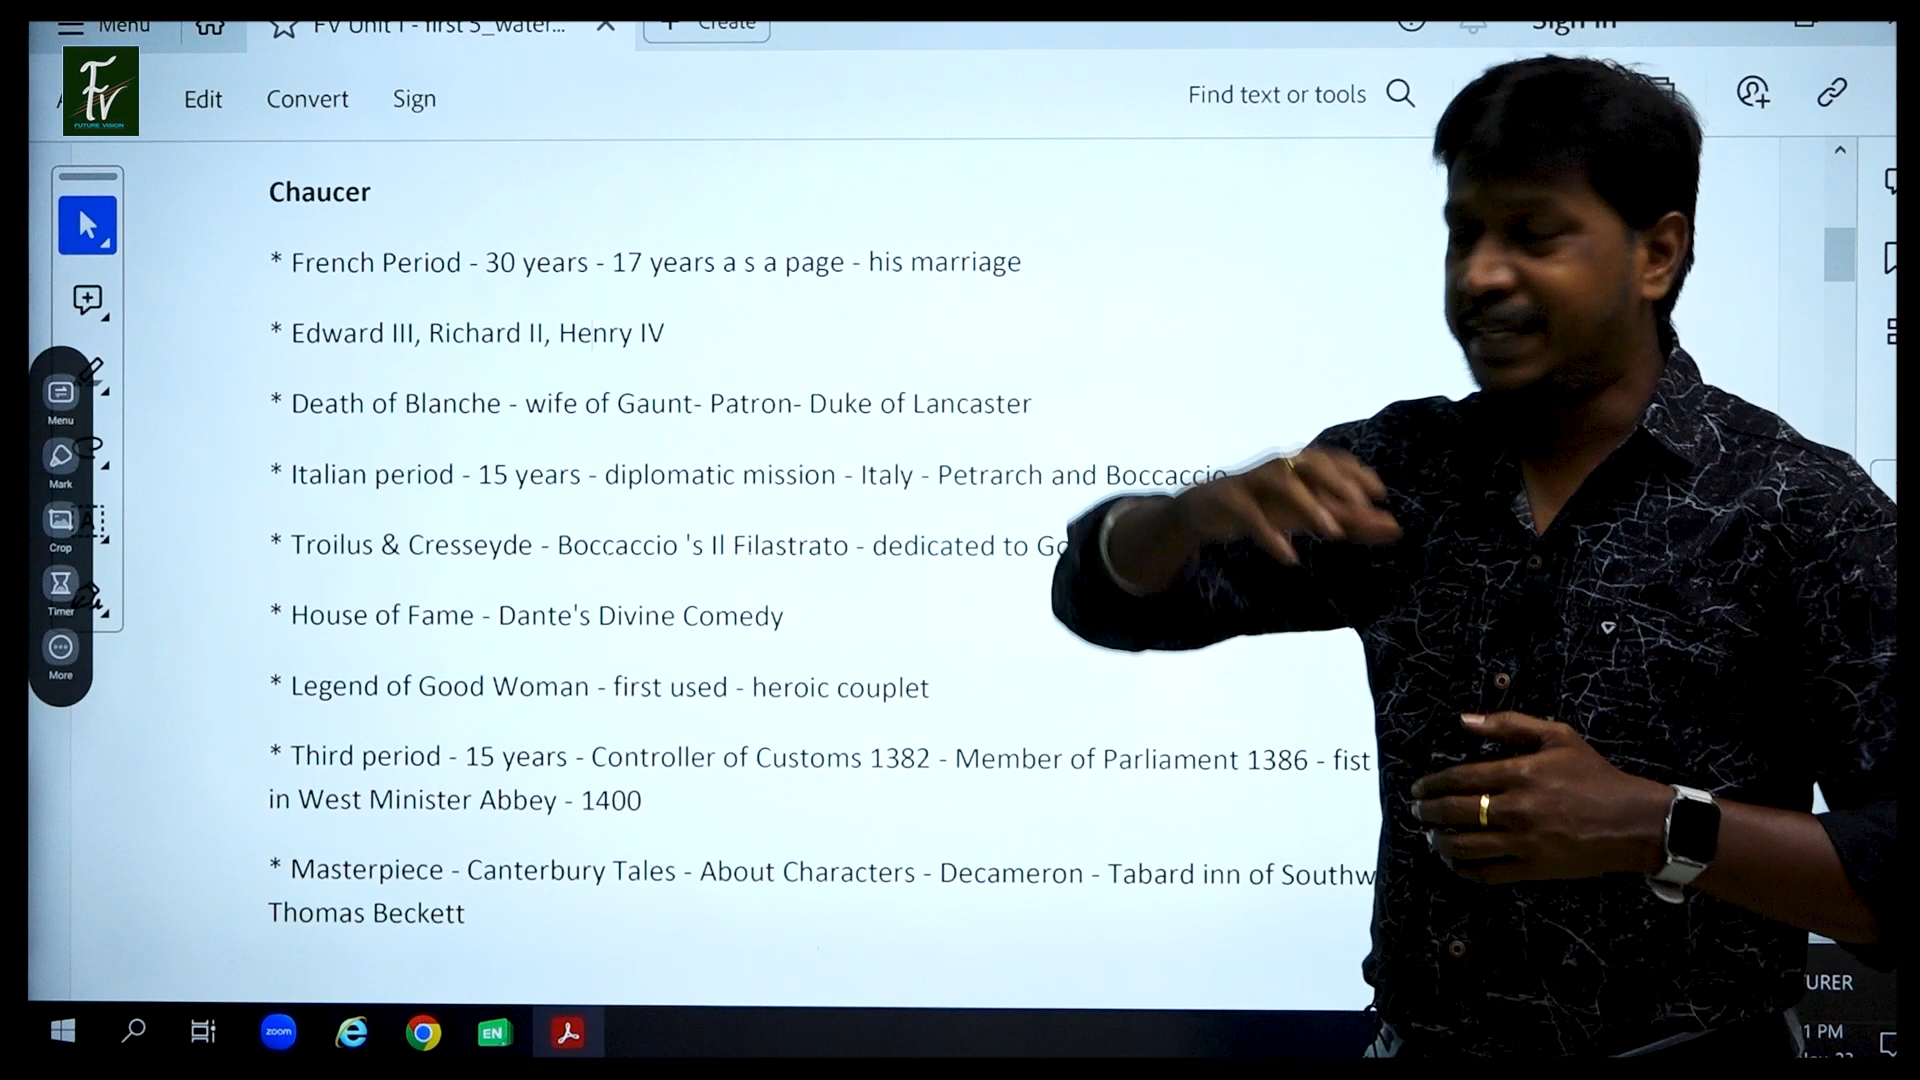 Menu
FV Unit 1 - first 5_water...
Create
Sign in
FV
FUTURE VISION
Edit
Convert
Sign
Find text or tools
Chaucer
* French Period - 30 years - 17 years a s a page - his marriage
* Edward III, Richard II, Henry IV
* Death of Blanche - wife of Gaunt- Patron- Duke of Lancaster
* Italian period - 15 years - diplomatic mission - Italy - Petrarch and Boccaccio
* Troilus & Cresseyde - Boccaccio 's Il Filastrato - dedicated to
* House of Fame - Dante's Divine Comedy
* Legend of Good Woman - first used - heroic couplet
* Third period - 15 years - Controller of Customs 1382 - Member of Parliament 1386 - fist
in West Minister Abbey - 1400
* Masterpiece - Canterbury Tales - About Characters - Decameron - Tabard inn of
Thomas Beckett
Menu
Mark
Crop
Timer
More
zoom
EN
PM